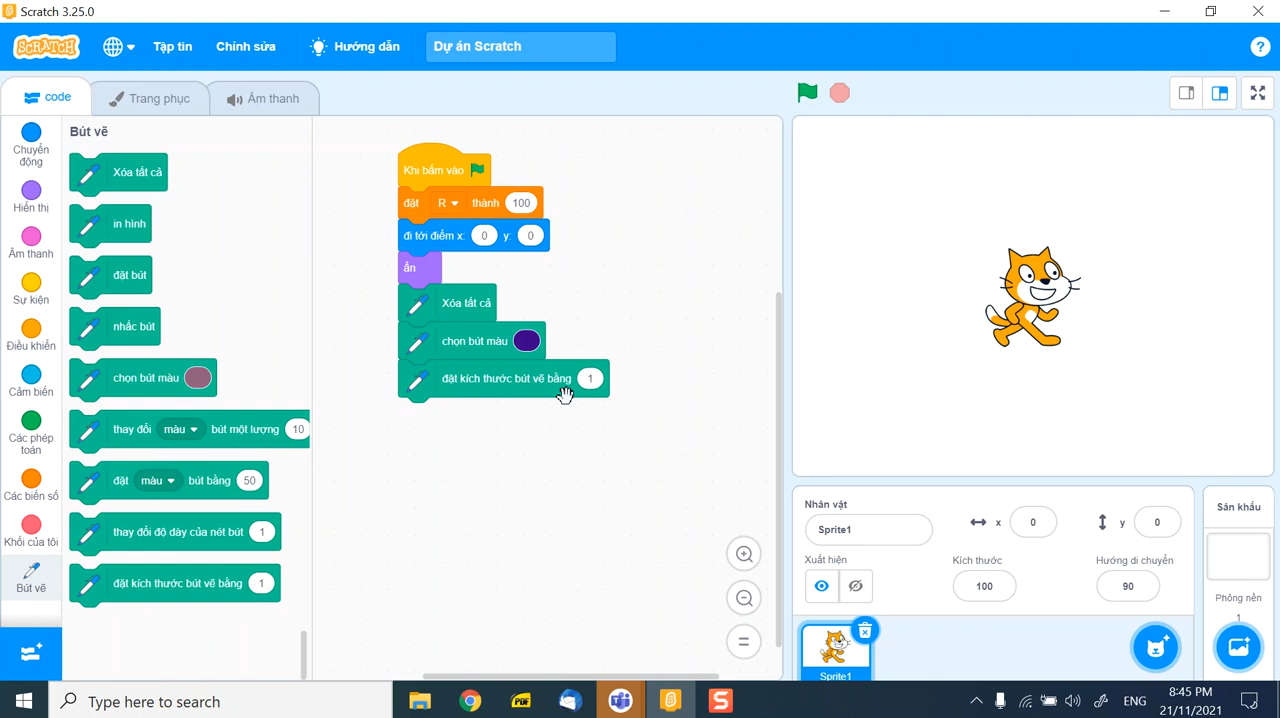 Scratch 3.25.0
SCRATCH
Tập tin
Chính sửa
Hướng dẫn
Dự án Scratch
?
code
Trang phục
Âm thanh
Chuyển
động
Hiển thị
Âm thanh
Sự kiện
Điều khiển
Cảm biến
Các phép
toán
Các biến số
Khối của tôi
Bút vẽ
Bút vẽ
Xóa tất cả
in hình
đặt bút
nhấc bút
chọn bút màu
thay đổi màu bút một lượng 10
đặt màu bút bằng 50
thay đổi độ dày của nét bút 1
đặt kích thước bút vẽ bằng 1
Khi bấm vào
đặt R thành 100
đi tới điểm x: 0 y: 0
ẩn
Xóa tất cả
chọn bút màu
đặt kích thước bút vẽ bằng 1
Nhân vật
Sprite1
x 0
y 0
Xuất hiện
Kích thước
100
Hướng di chuyển
90
Sprite1
Sân khấu
Phông nền
1
Type here to search
PDF
S
ENG
8:45 PM
21/11/2021